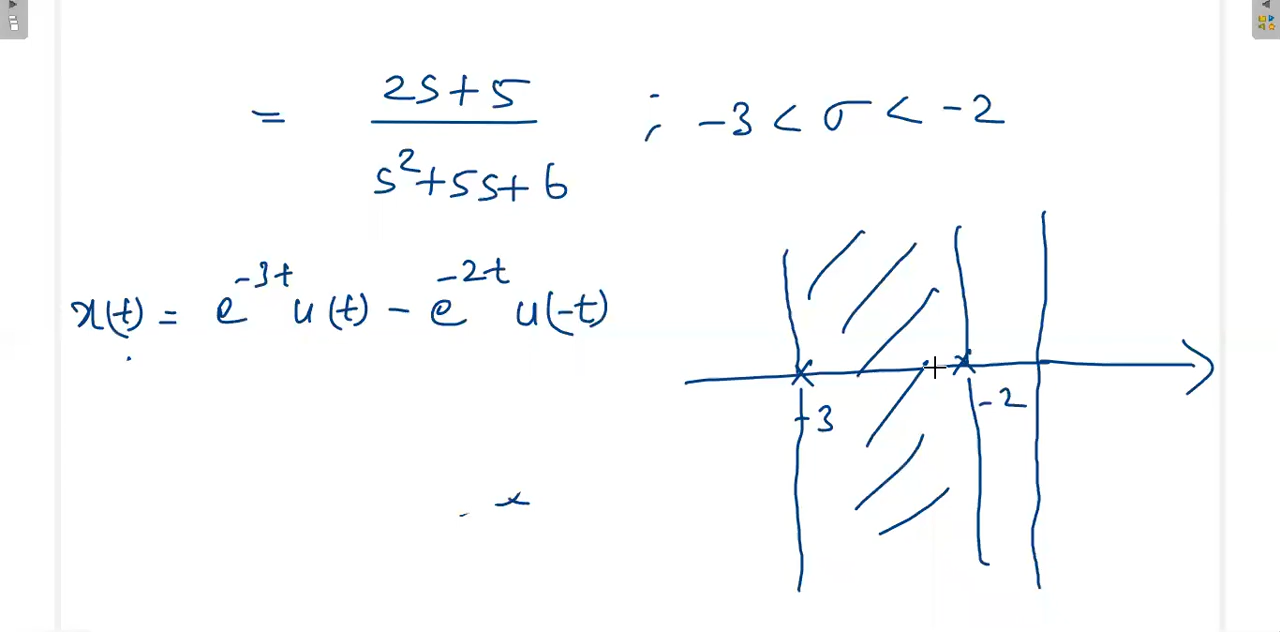 = (2s+5)/(s²+5s+6) ; -3 < σ < -2
x(t) = e^{-3t} u(t) - e^{-2t} u(-t)
-3
-2